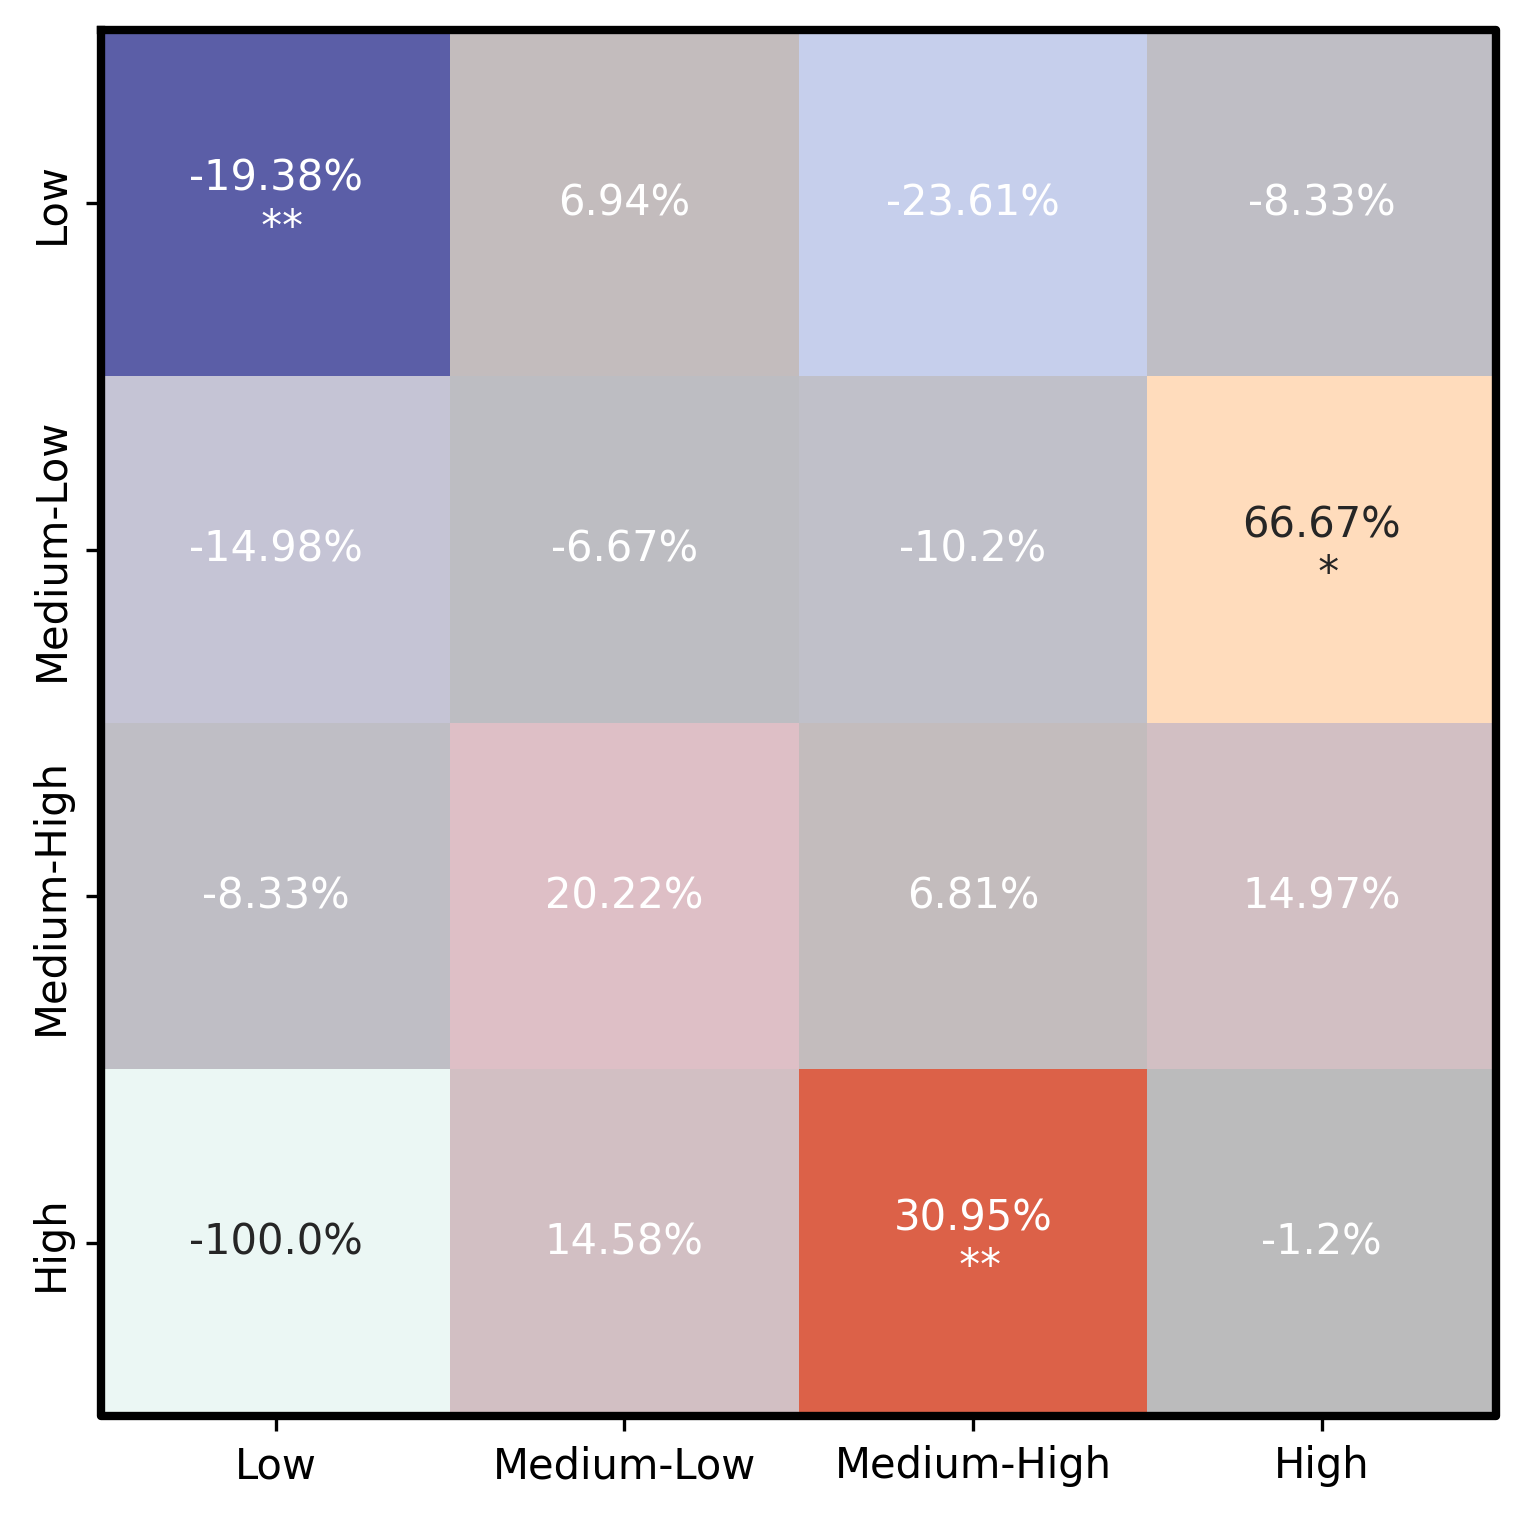 Low
-19.38%
**
6.94%
-23.61%
-8.33%
Medium-Low
-14.98%
-6.67%
-10.2%
66.67%
*
Medium-High
-8.33%
20.22%
6.81%
14.97%
High
-100.0%
14.58%
30.95%
**
-1.2%
Low
Medium-Low
Medium-High
High